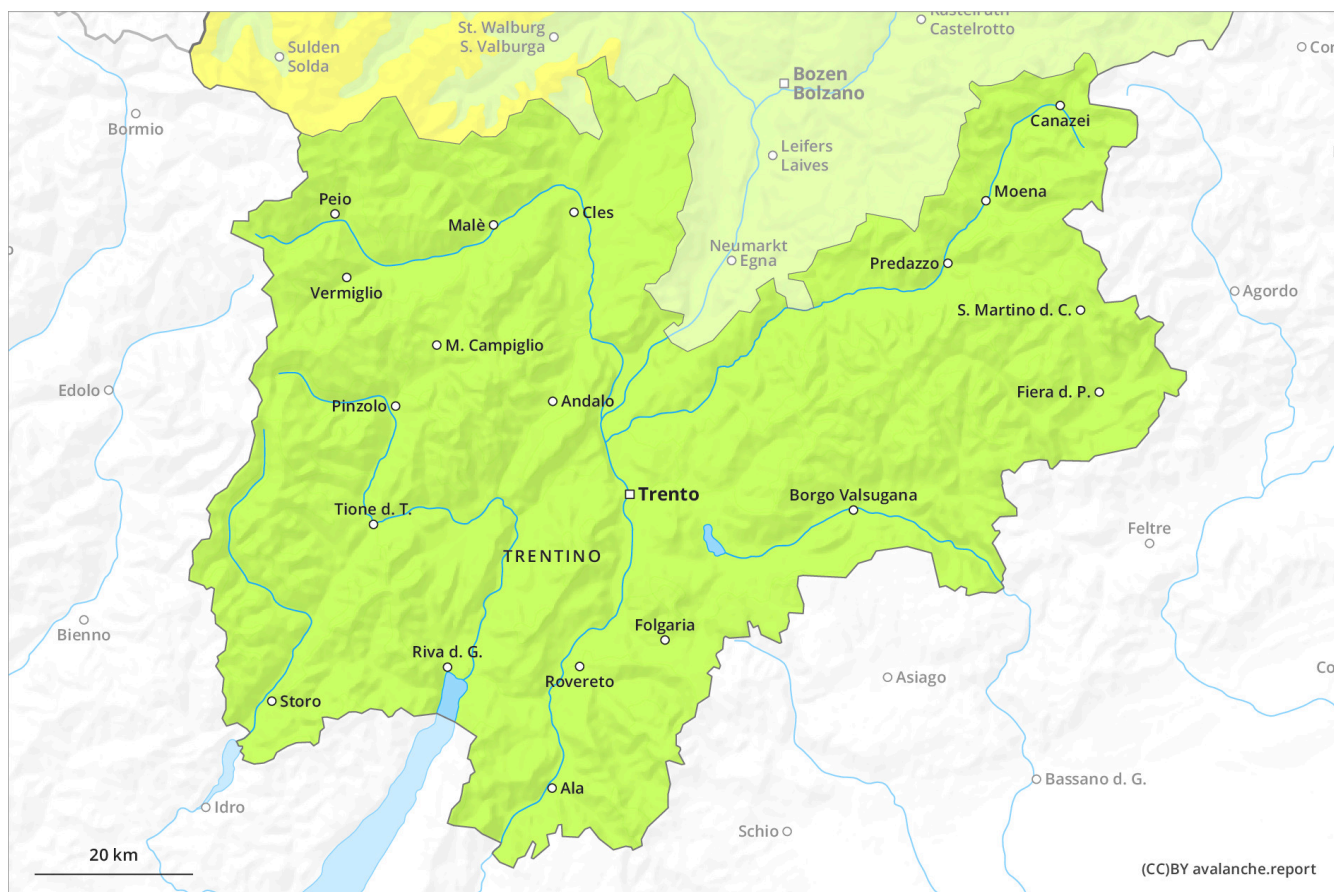 Kastelruth
Castelrotto
St. Walburg
S. Valburga
Sulden
Solda
Cor
Bozen
Bolzano
Bormio
Canazei
Leifers
Laives
Moena
Peio
Malè
Cles
Neumarkt
Egna
Predazzo
Vermiglio
Agordo
S. Martino d. C.
M. Campiglio
Edolo
Pinzolo
Andalo
Fiera d. P.
Trento
Borgo Valsugana
Tione d. T.
Feltre
TRENTINO
Bienno
Folgaria
Riva d. G.
Rovereto
Asiago
Co
Storo
Bassano d. G.
Ala
Idro
Schio
20 km
(CC)BY avalanche.report